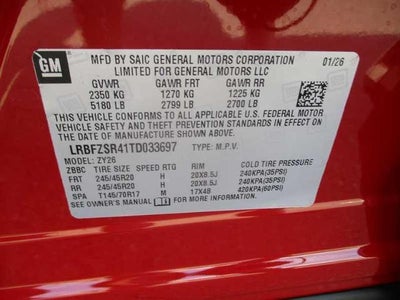 GM
MFD BY SAIC GENERAL MOTORS CORPORATION 01/26
LIMITED FOR GENERAL MOTORS LLC
GVWR GAWR FRT GAWR RR
2350 KG 1270 KG 1225 KG
5180 LB 2799 LB 2700 LB
THIS VEHICLE CONFORMS TO ALL APPLICABLE U.S. FEDERAL MOTOR
VEHICLE SAFETY AND THEFT PREVENTION STANDARDS IN EFFECT
ON THE DATE OF MANUFACTURE SHOWN ABOVE.
LRBFZSR41TD033697 TYPE: M.P.V.
MODEL: ZY26
ZBBC TIRE SIZE SPEED RTG RIM COLD TIRE PRESSURE
FRT 245/45R20 H 20X8.5J 240KPA(35PSI)
RR 245/45R20 H 20X8.5J 240KPA(35PSI)
SPA T145/70R17 M 17X4B 420KPA(60PSI)
SEE OWNER'S MANUAL FOR MORE INFORMATION.